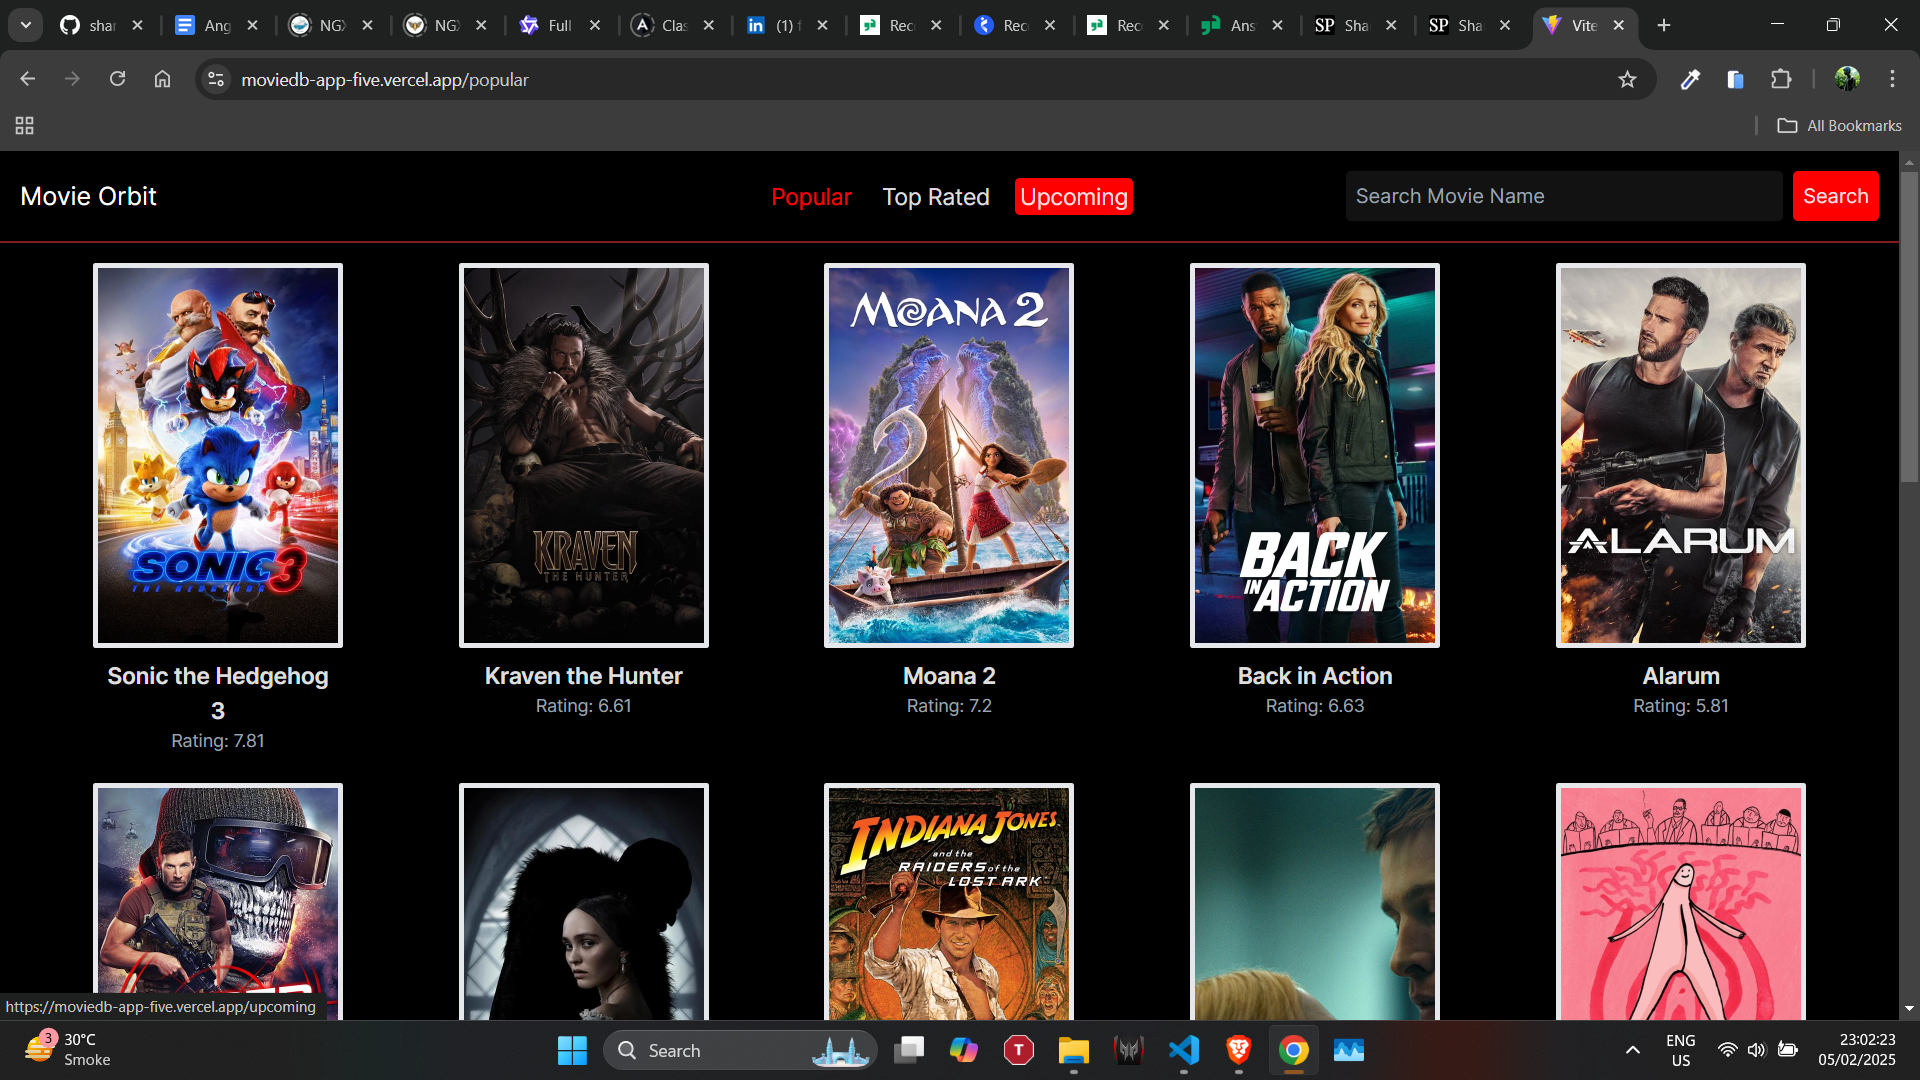 shar
Ang
NGX
NG
Full
Clas
(1) f
Reco
Rec
Reco
Ans
SP Sha
SP Sha
Vite
moviedb-app-five.vercel.app/popular
All Bookmarks
Movie Orbit
Popular
Top Rated
Upcoming
Search Movie Name
Search
SONIC 3
THE HEDGEHOG
KRAVEN
THE HUNTER
MOANA 2
BACK
IN ACTION
ALARUM
Sonic the Hedgehog
3
Rating: 7.81
Kraven the Hunter
Rating: 6.61
Moana 2
Rating: 7.2
Back in Action
Rating: 6.63
Alarum
Rating: 5.81
INDIANA JONES
and the
RAIDERS of the
LOST ARK
https://moviedb-app-five.vercel.app/upcoming
3
30°C
Smoke
Search
T
ENG
US
23:02:23
05/02/2025